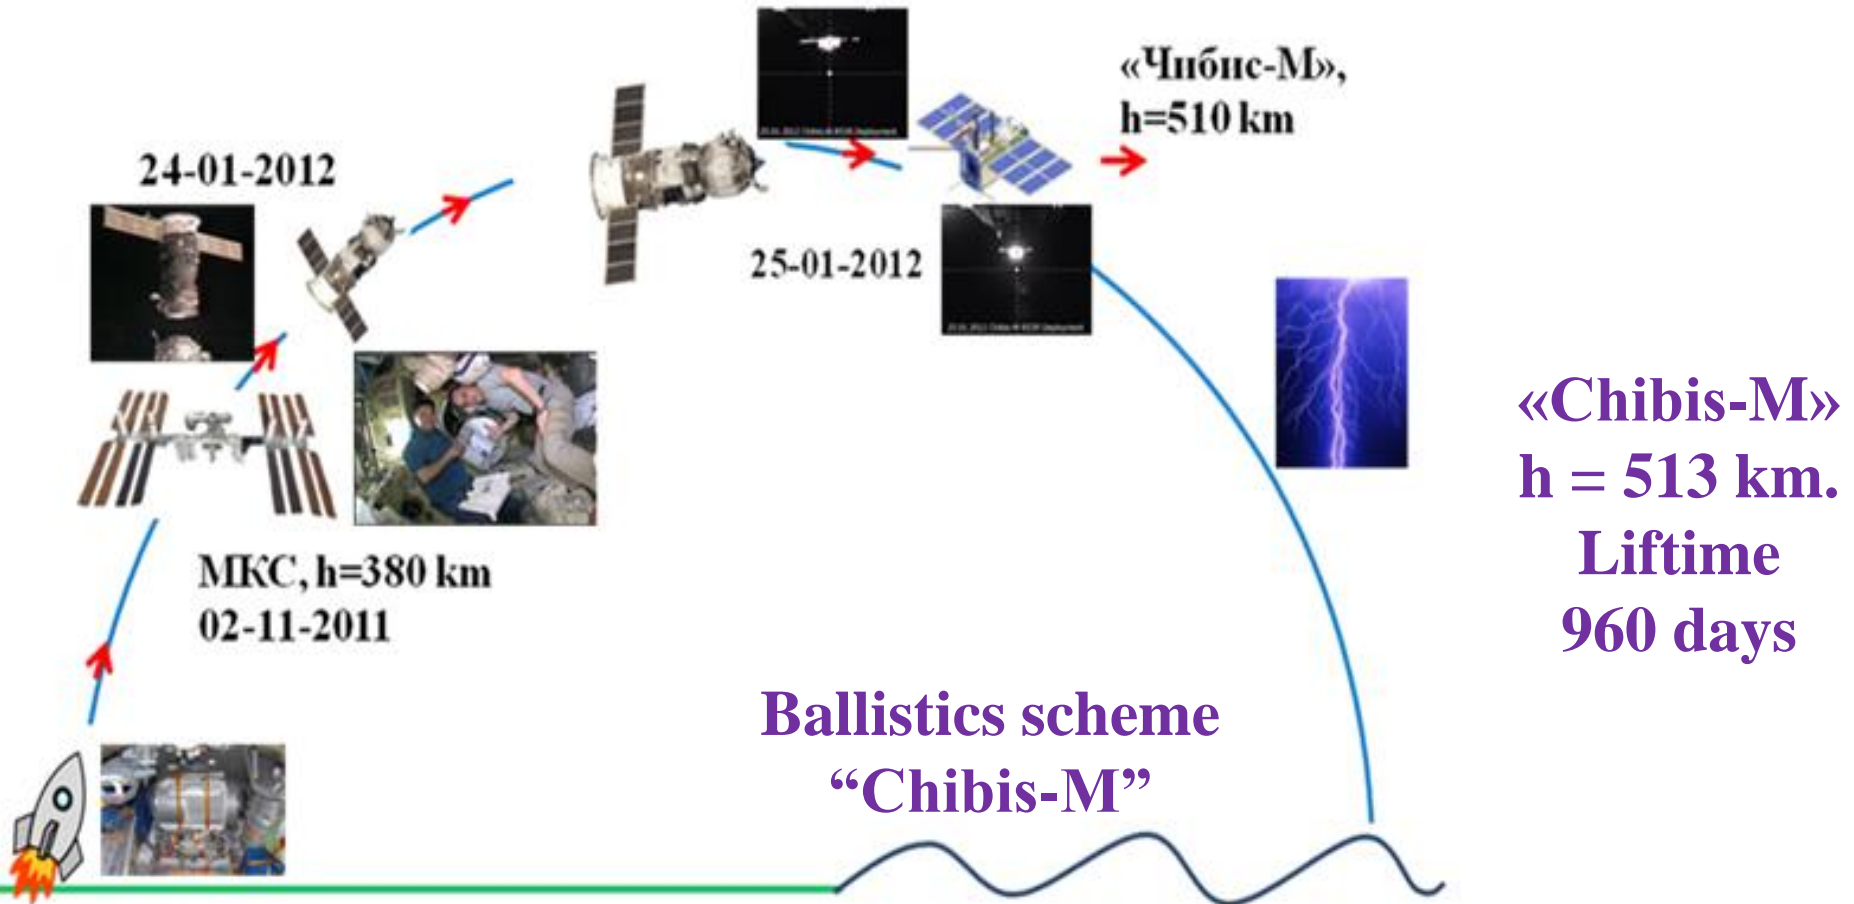 «Чибис-М»,
h=510 km
24-01-2012
25-01-2012
МКС, h=380 km
02-11-2011
«Chibis-M»
h = 513 km.
Liftime
960 days
Ballistics scheme
“Chibis-M”